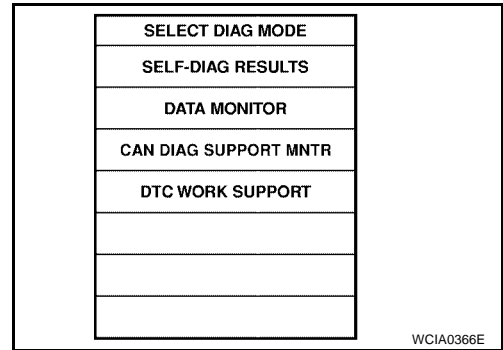 SELECT DIAG MODE
SELF-DIAG RESULTS
DATA MONITOR
CAN DIAG SUPPORT MNTR
DTC WORK SUPPORT
WCIA0366E